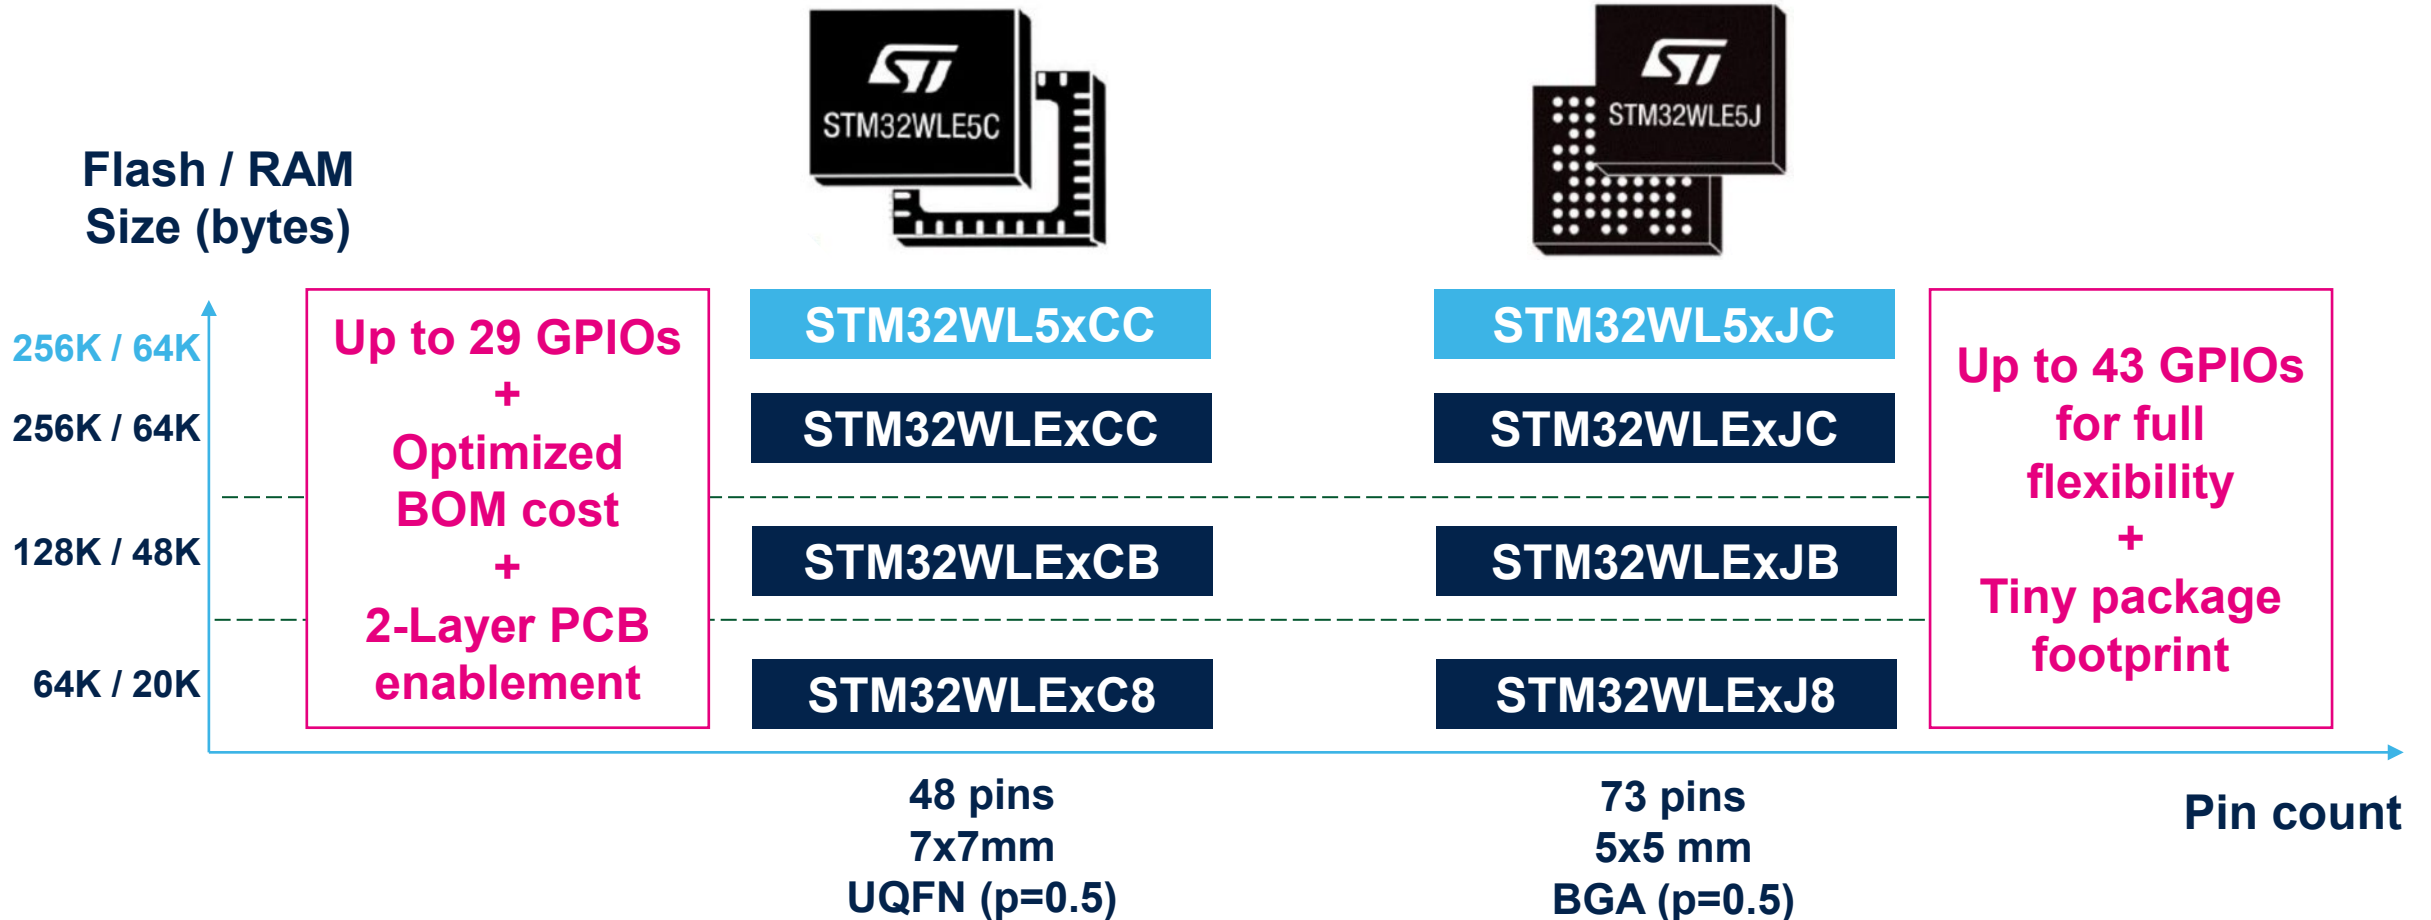 STM32WLE5C
STM32WLE5J
Flash / RAM
Size (bytes)
256K / 64K
256K / 64K
128K / 48K
64K / 20K
Up to 29 GPIOs
+
Optimized
BOM cost
+
2-Layer PCB
enablement
STM32WL5xCC
STM32WLExCC
STM32WLExCB
STM32WLExC8
STM32WL5xJC
STM32WLExJC
STM32WLExJB
STM32WLExJ8
Up to 43 GPIOs
for full
flexibility
+
Tiny package
footprint
48 pins
7x7mm
UQFN (p=0.5)
73 pins
5x5 mm
BGA (p=0.5)
Pin count